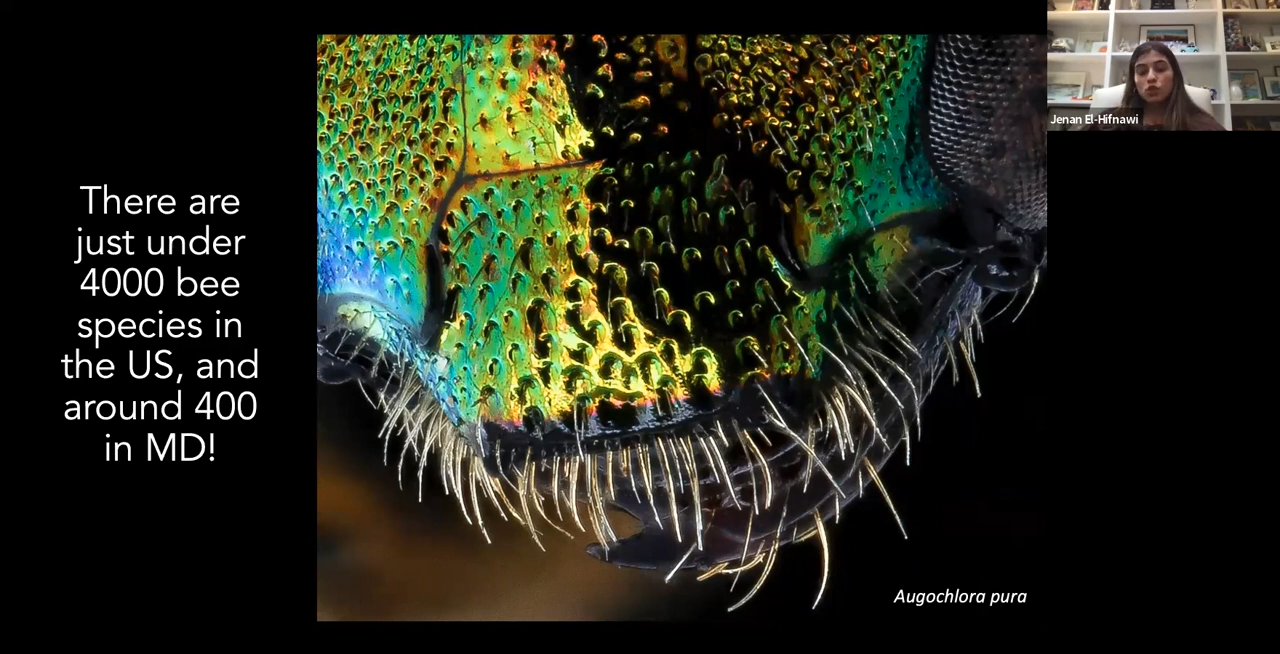 There are
just under
4000 bee
species in
the US, and
around 400
in MD!
Jenan El-Hifnawi
Augochlora pura